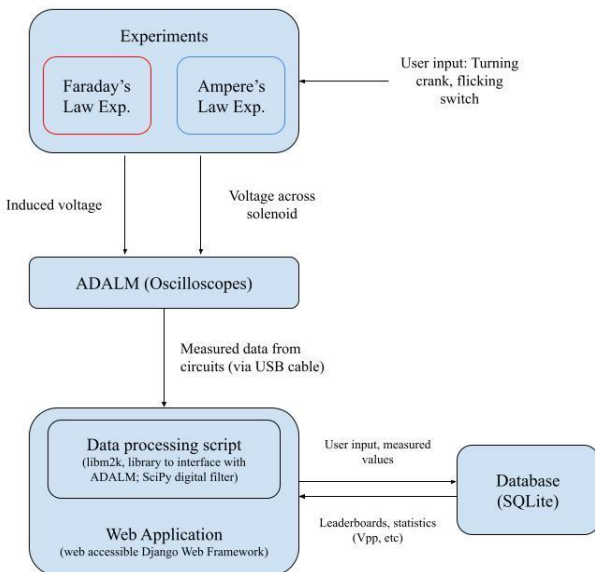 Experiments
Faraday's
Law Exp.
Ampere's
Law Exp.
User input: Turning
crank, flicking
switch
Induced voltage
Voltage across
solenoid
ADALM (Oscilloscopes)
Measured data from
circuits (via USB cable)
Data processing script
(libm2k, library to interface with
ADALM; SciPy digital filter)
Web Application
(web accessible Django Web Framework)
User input, measured
values
Leaderboards, statistics
(Vpp, etc)
Database
(SQLite)